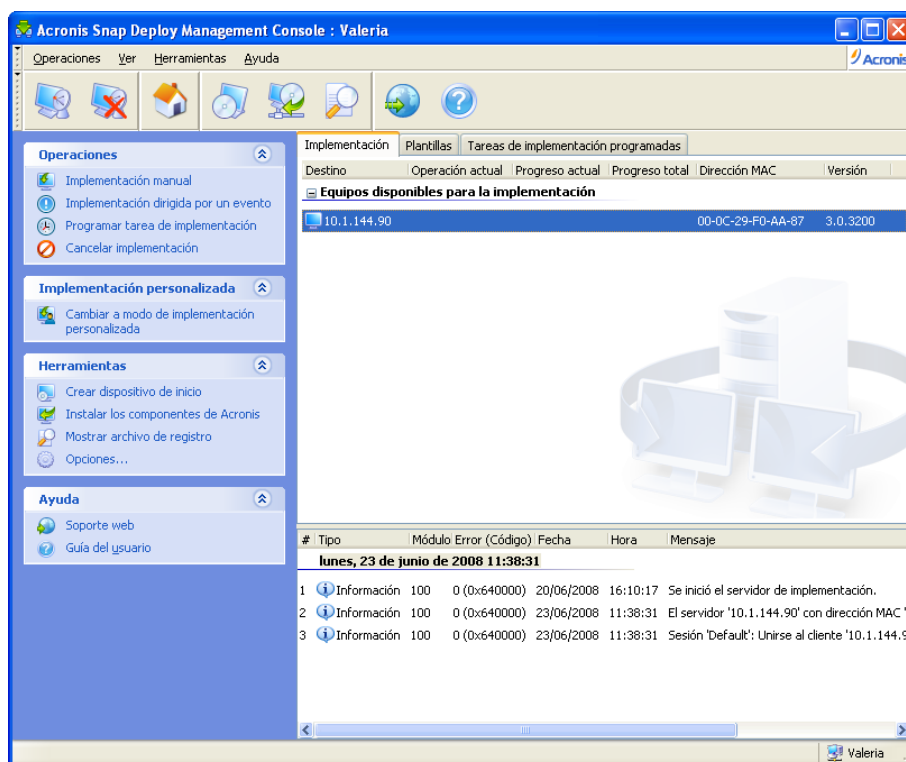 Acronis Snap Deploy Management Console : Valeria
Operaciones Ver Herramientas Ayuda
Acronis
Operaciones
Implementación manual
Implementación dirigida por un evento
Programar tarea de implementación
Cancelar implementación
Implementación personalizada
Cambiar a modo de implementación
personalizada
Herramientas
Crear dispositivo de inicio
Instalar los componentes de Acronis
Mostrar archivo de registro
Opciones...
Ayuda
Soporte web
Guía del usuario
Implementación Plantillas Tareas de implementación programadas
Destino Operación actual Progreso actual Progreso total Dirección MAC Versión
Equipos disponibles para la implementación
10.1.144.90 00-0C-29-F0-AA-87 3.0.3200
# Tipo Módulo Error (Código) Fecha Hora Mensaje
lunes, 23 de junio de 2008 11:38:31
1 Información 100 0 (0x640000) 20/06/2008 16:10:17 Se inició el servidor de implementación.
2 Información 100 0 (0x640000) 23/06/2008 11:38:31 El servidor '10.1.144.90' con dirección MAC '
3 Información 100 0 (0x640000) 23/06/2008 11:38:31 Sesión 'Default': Unirse al cliente '10.1.144.9
Valeria